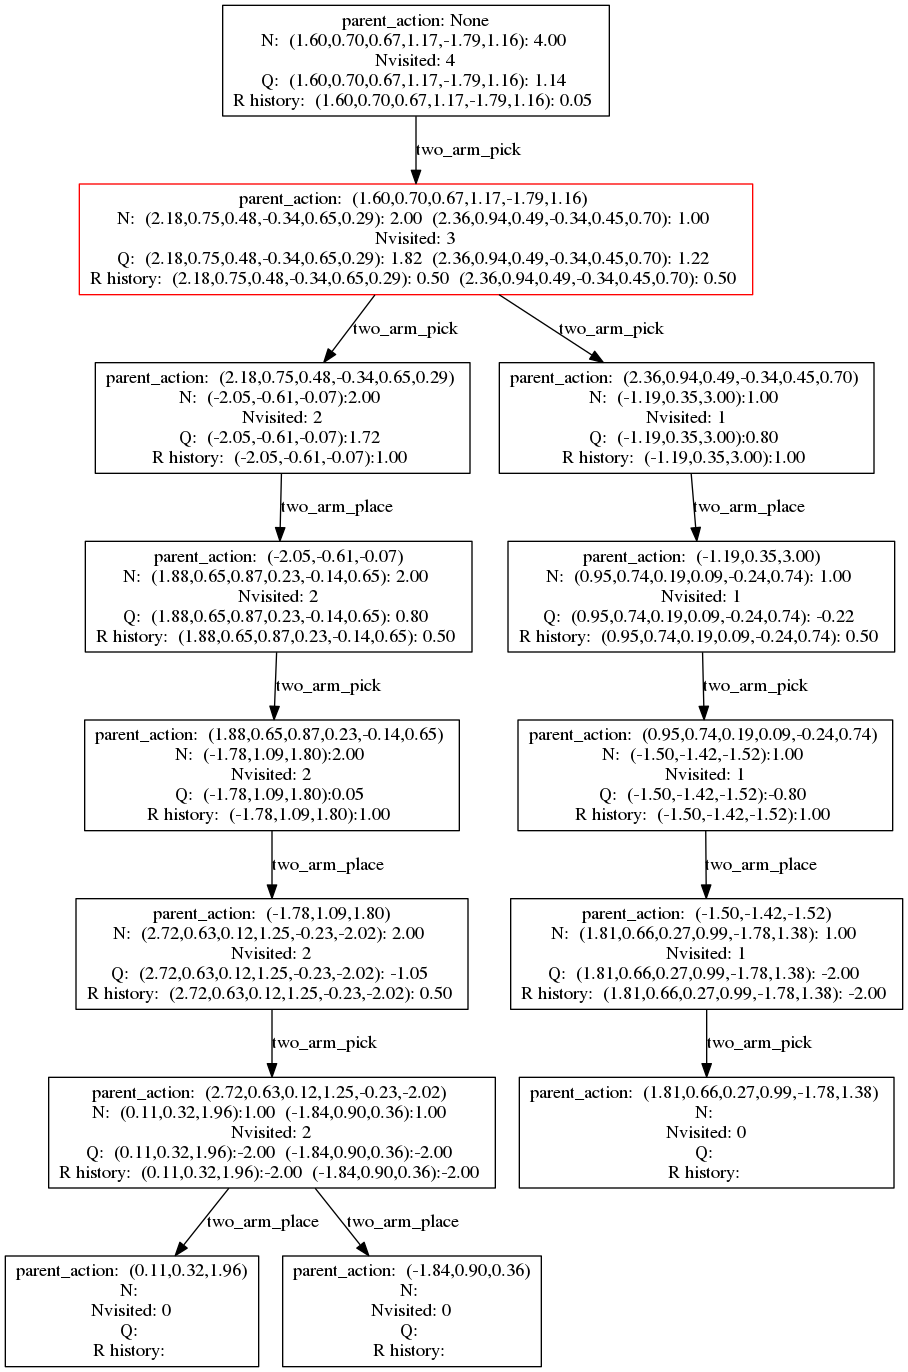 parent_action: None
N: (1.60,0.70,0.67,1.17,-1.79,1.16): 4.00
Nvisited: 4
Q: (1.60,0.70,0.67,1.17,-1.79,1.16): 1.14
R history: (1.60,0.70,0.67,1.17,-1.79,1.16): 0.05
two_arm_pick
parent_action: (1.60,0.70,0.67,1.17,-1.79,1.16)
N: (2.18,0.75,0.48,-0.34,0.65,0.29): 2.00 (2.36,0.94,0.49,-0.34,0.45,0.70): 1.00
Nvisited: 3
Q: (2.18,0.75,0.48,-0.34,0.65,0.29): 1.82 (2.36,0.94,0.49,-0.34,0.45,0.70): 1.22
R history: (2.18,0.75,0.48,-0.34,0.65,0.29): 0.50 (2.36,0.94,0.49,-0.34,0.45,0.70): 0.50
two_arm_pick
two_arm_pick
parent_action: (2.18,0.75,0.48,-0.34,0.65,0.29)
N: (-2.05,-0.61,-0.07):2.00
Nvisited: 2
Q: (-2.05,-0.61,-0.07):1.72
R history: (-2.05,-0.61,-0.07):1.00
parent_action: (2.36,0.94,0.49,-0.34,0.45,0.70)
N: (-1.19,0.35,3.00):1.00
Nvisited: 1
Q: (-1.19,0.35,3.00):0.80
R history: (-1.19,0.35,3.00):1.00
two_arm_place
two_arm_place
parent_action: (-2.05,-0.61,-0.07)
N: (1.88,0.65,0.87,0.23,-0.14,0.65): 2.00
Nvisited: 2
Q: (1.88,0.65,0.87,0.23,-0.14,0.65): 0.80
R history: (1.88,0.65,0.87,0.23,-0.14,0.65): 0.50
parent_action: (-1.19,0.35,3.00)
N: (0.95,0.74,0.19,0.09,-0.24,0.74): 1.00
Nvisited: 1
Q: (0.95,0.74,0.19,0.09,-0.24,0.74): -0.22
R history: (0.95,0.74,0.19,0.09,-0.24,0.74): 0.50
two_arm_pick
two_arm_pick
parent_action: (1.88,0.65,0.87,0.23,-0.14,0.65)
N: (-1.78,1.09,1.80):2.00
Nvisited: 2
Q: (-1.78,1.09,1.80):0.05
R history: (-1.78,1.09,1.80):1.00
parent_action: (0.95,0.74,0.19,0.09,-0.24,0.74)
N: (-1.50,-1.42,-1.52):1.00
Nvisited: 1
Q: (-1.50,-1.42,-1.52):-0.80
R history: (-1.50,-1.42,-1.52):1.00
two_arm_place
two_arm_place
parent_action: (-1.78,1.09,1.80)
N: (2.72,0.63,0.12,1.25,-0.23,-2.02): 2.00
Nvisited: 2
Q: (2.72,0.63,0.12,1.25,-0.23,-2.02): -1.05
R history: (2.72,0.63,0.12,1.25,-0.23,-2.02): 0.50
parent_action: (-1.50,-1.42,-1.52)
N: (1.81,0.66,0.27,0.99,-1.78,1.38): 1.00
Nvisited: 1
Q: (1.81,0.66,0.27,0.99,-1.78,1.38): -2.00
R history: (1.81,0.66,0.27,0.99,-1.78,1.38): -2.00
two_arm_pick
two_arm_pick
parent_action: (2.72,0.63,0.12,1.25,-0.23,-2.02)
N: (0.11,0.32,1.96):1.00 (-1.84,0.90,0.36):1.00
Nvisited: 2
Q: (0.11,0.32,1.96):-2.00 (-1.84,0.90,0.36):-2.00
R history: (0.11,0.32,1.96):-2.00 (-1.84,0.90,0.36):-2.00
parent_action: (1.81,0.66,0.27,0.99,-1.78,1.38)
N:
Nvisited: 0
Q:
R history:
two_arm_place
two_arm_place
parent_action: (0.11,0.32,1.96)
N:
Nvisited: 0
Q:
R history:
parent_action: (-1.84,0.90,0.36)
N:
Nvisited: 0
Q:
R history: